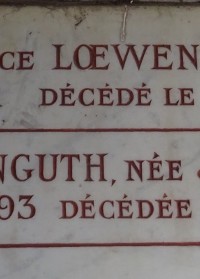 CE LŒWEN
DÉCÉDÉ LE
NGUTH, NÉE
93 DÉCÉDÉE